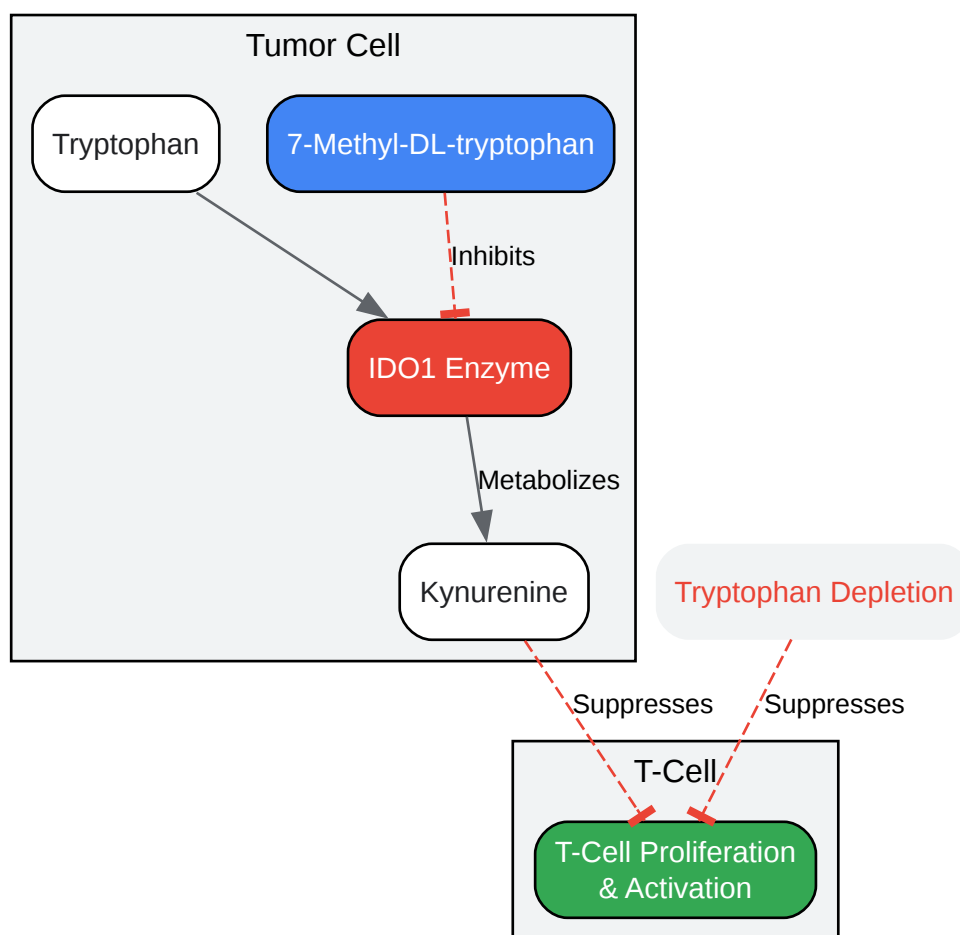 Tumor Cell
Tryptophan
7-Methyl-DL-tryptophan
Inhibits
IDO1 Enzyme
Metabolizes
Kynurenine
Tryptophan Depletion
Suppresses
Suppresses
T-Cell
T-Cell Proliferation
& Activation